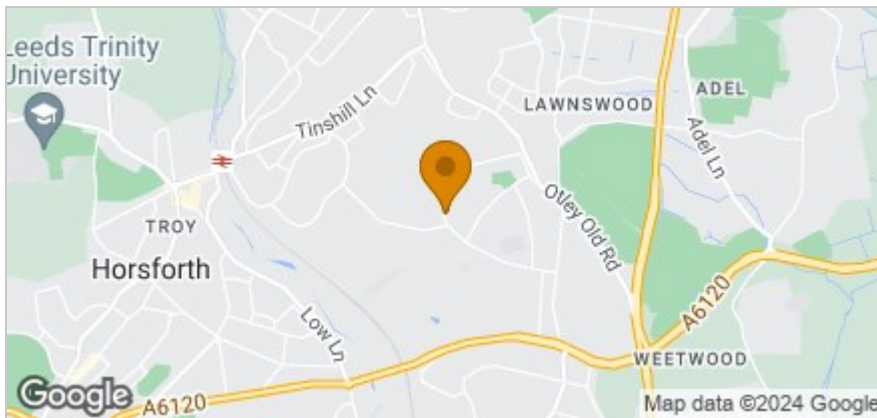 Leeds Trinity
University
Tinshill Ln
LAWNSWOOD
ADEL
Adel Ln
Otley Old Rd
TROY
Horsforth
Low Ln
A6120
WEETWOOD
A6120
Google
Map data ©2024 Google